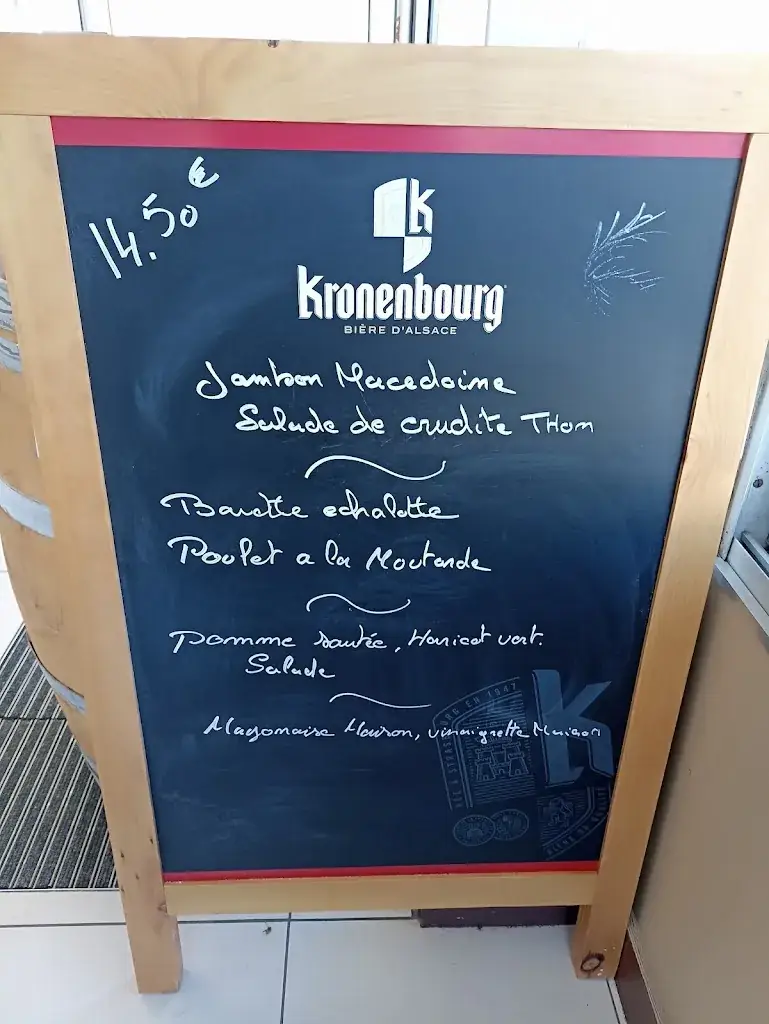 14.50 €
K
Kronenbourg
BIÈRE D'ALSACE
Jambon Macedoine
Salade de crudite THon
Bavette echalotte
Poulet a la Moutarde
Pomme sautée, Haricot vert.
Salade
Mayonaise Maison, vinaigrette Maison
K